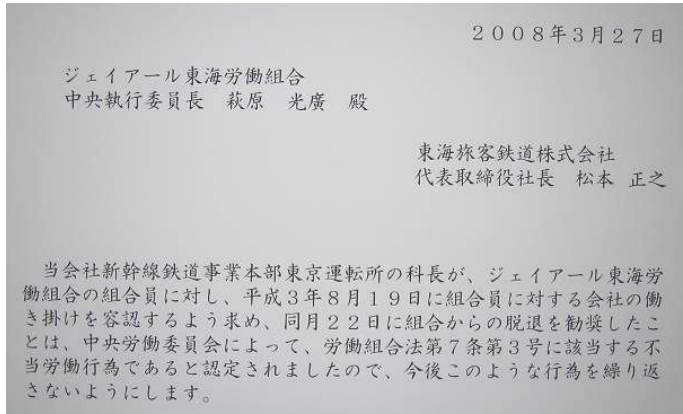 ２００８年３月２７日
ジェイアール東海労働組合
中央執行委員長　萩原　光廣　殿
東海旅客鉄道株式会社
代表取締役社長　松本　正之
当会社新幹線鉄道事業本部東京運転所の科長が、ジェイアール東海労
働組合の組合員に対し、平成３年８月１９日に組合員に対する会社の働
き掛けを容認するよう求め、同月２２日に組合からの脱退を勧奨したこ
とは、中央労働委員会によって、労働組合法第７条第３号に該当する不
当労働行為であると認定されましたので、今後このような行為を繰り返
さないようにします。